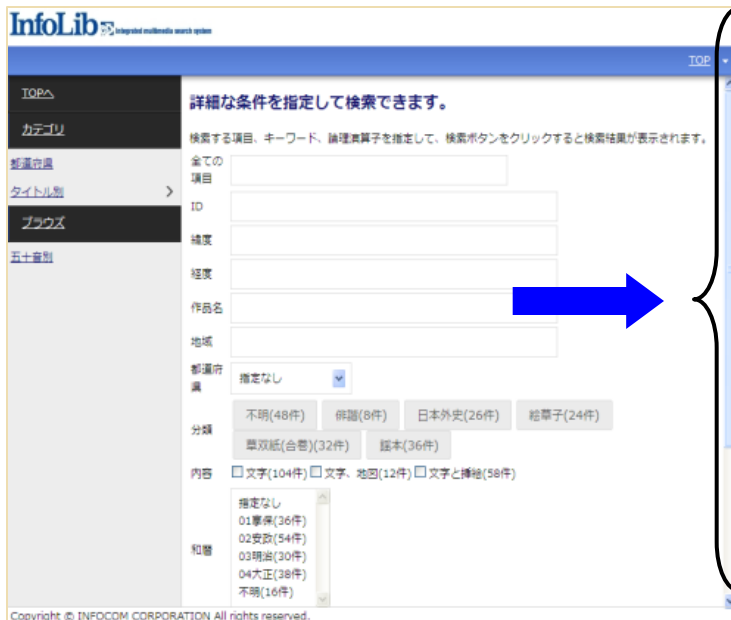 InfoLib Integrated multimedia search system
TOP
TOPへ
カテゴリ
都道府県
タイトル別
ブラウズ
五十音別
詳細な条件を指定して検索できます。
検索する項目、キーワード、論理演算子を指定して、検索ボタンをクリックすると検索結果が表示されます。
全ての
項目
ID
緯度
経度
作品名
地域
都道府
県
指定なし
分類
不明(48件) 俳諧(8件) 日本外史(26件) 絵草子(24件)
草双紙(合巻)(32件) 謡本(36件)
内容
文字(104件) 文字、地図(12件) 文字と挿絵(58件)
和暦
指定なし
01享保(36件)
02安政(54件)
03明治(30件)
04大正(38件)
不明(16件)
Copyright © INFOCOM CORPORATION All rights reserved.